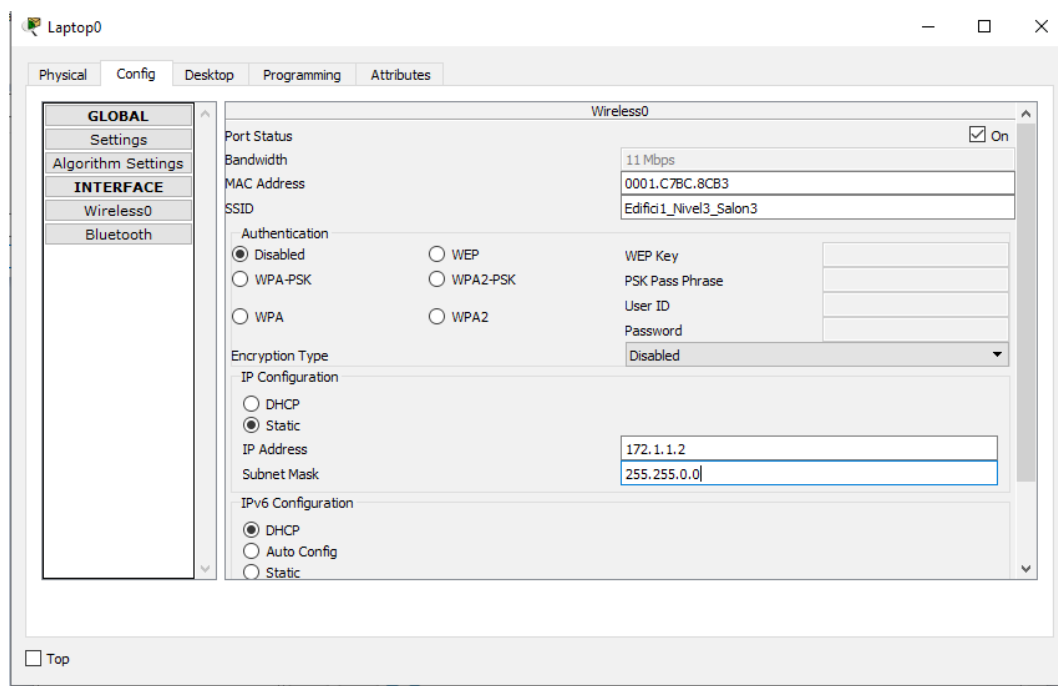 Laptop0
Physical Config Desktop Programming Attributes
GLOBAL
Settings
Algorithm Settings
INTERFACE
Wireless0
Bluetooth
Wireless0
Port Status On
Bandwidth 11 Mbps
MAC Address 0001.C7BC.8CB3
SSID Edifici1_Nivel3_Salon3
Authentication
Disabled WEP WEP Key
WPA-PSK WPA2-PSK PSK Pass Phrase
User ID
WPA WPA2
Password
Encryption Type Disabled
IP Configuration
DHCP
Static
IP Address 172.1.1.2
Subnet Mask 255.255.0.0
IPv6 Configuration
DHCP
Auto Config
Static
Top